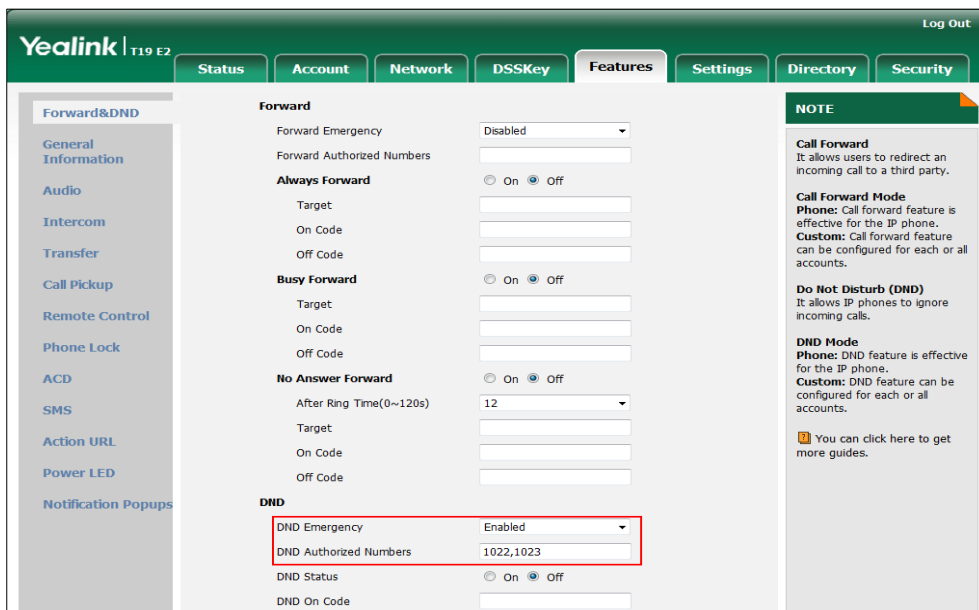 Log Out
Yealink | T19 E2
Status Account Network DSSKey Features Settings Directory Security
Forward&DND
General
Information
Audio
Intercom
Transfer
Call Pickup
Remote Control
Phone Lock
ACD
SMS
Action URL
Power LED
Notification Popups
Forward
Forward Emergency Disabled
Forward Authorized Numbers
Always Forward On Off
Target
On Code
Off Code
Busy Forward On Off
Target
On Code
Off Code
No Answer Forward On Off
After Ring Time(0~120s) 12
Target
On Code
Off Code
DND
DND Emergency Enabled
DND Authorized Numbers 1022,1023
DND Status On Off
DND On Code
NOTE
Call Forward
It allows users to redirect an
incoming call to a third party.
Call Forward Mode
Phone: Call forward feature is
effective for the IP phone.
Custom: Call forward feature
can be configured for each or all
accounts.
Do Not Disturb (DND)
It allows IP phones to ignore
incoming calls.
DND Mode
Phone: DND feature is effective
for the IP phone.
Custom: DND feature can be
configured for each or all
accounts.
? You can click here to get
more guides.